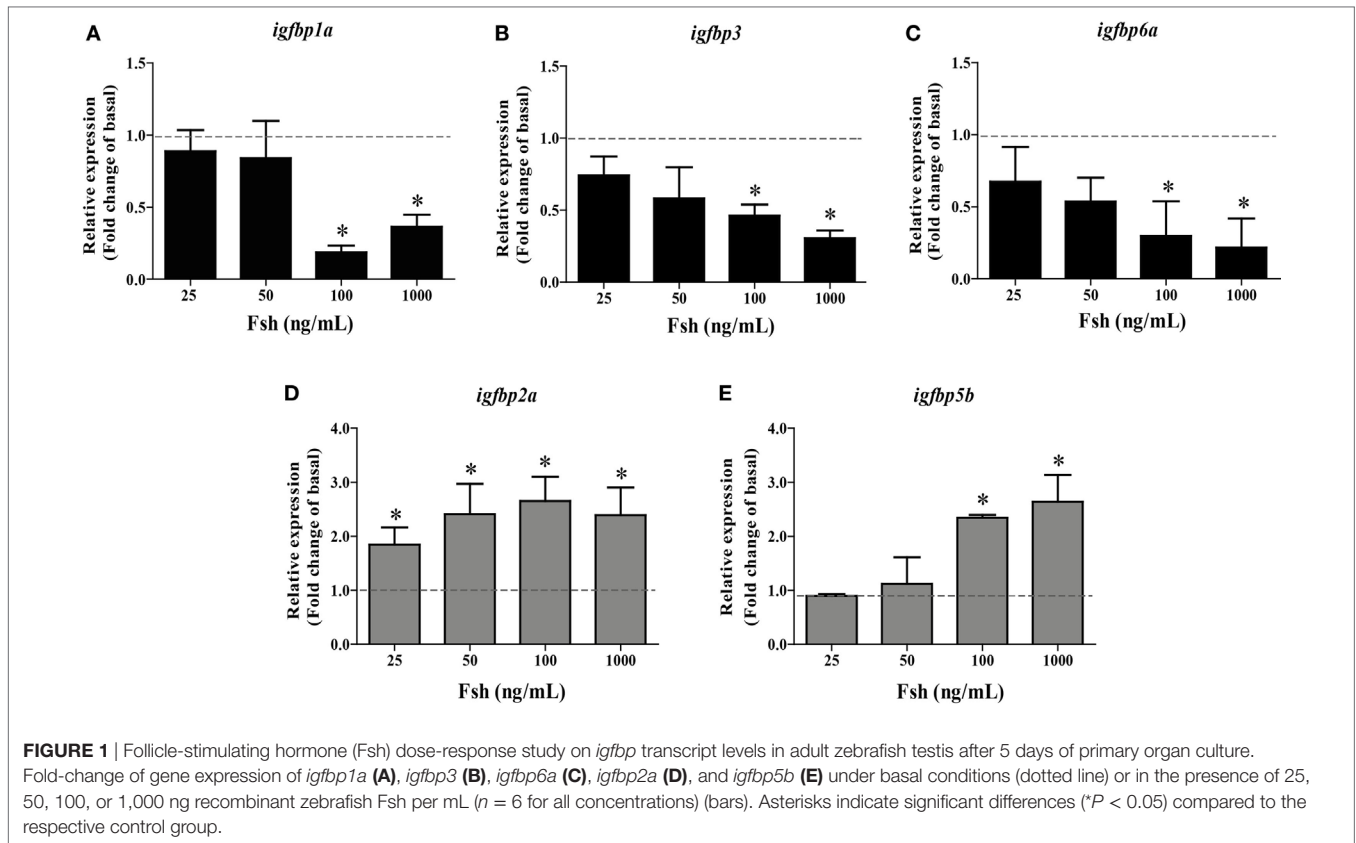 A
igfbp1a
Relative expression
(Fold change of basal)
1.5
1.0
0.5
0.0
25 50 100 1000
* *
Fsh (ng/mL)
B
igfbp3
Relative expression
(Fold change of basal)
1.5
1.0
0.5
0.0
25 50 100 1000
* *
Fsh (ng/mL)
C
igfbp6a
Relative expression
(Fold change of basal)
1.5
1.0
0.5
0.0
25 50 100 1000
* *
Fsh (ng/mL)
D
igfbp2a
Relative expression
(Fold change of basal)
4.0
3.0
2.0
1.0
0.0
25 50 100 1000
* * * *
Fsh (ng/mL)
E
igfbp5b
Relative expression
(Fold change of basal)
4.0
3.0
2.0
1.0
0.0
25 50 100 1000
* *
Fsh (ng/mL)
FIGURE 1 | Follicle-stimulating hormone (Fsh) dose-response study on igfbp transcript levels in adult zebrafish testis after 5 days of primary organ culture.
Fold-change of gene expression of igfbp1a (A), igfbp3 (B), igfbp6a (C), igfbp2a (D), and igfbp5b (E) under basal conditions (dotted line) or in the presence of 25,
50, 100, or 1,000 ng recombinant zebrafish Fsh per mL (n = 6 for all concentrations) (bars). Asterisks indicate significant differences (*P < 0.05) compared to the
respective control group.